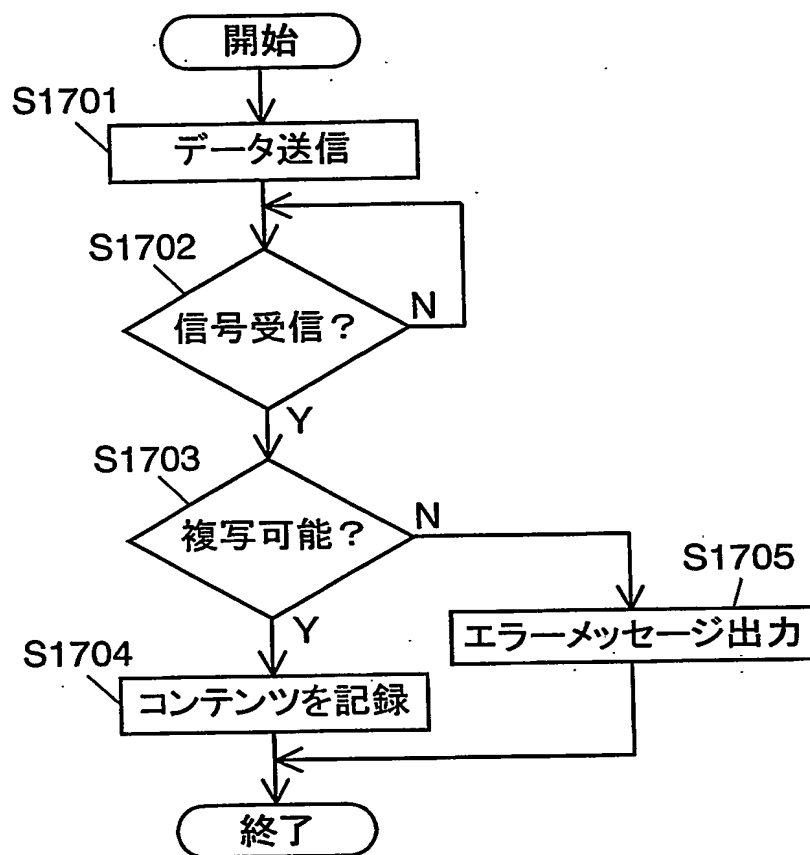 開始
S1701
データ送信
S1702
信号受信?
N
Y
S1703
複写可能?
N
Y
S1705
エラーメッセージ出力
S1704
コンテンツを記録
終了